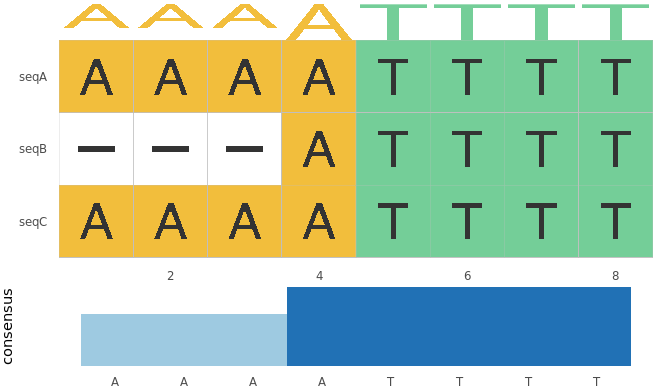 A A A A T T T T
seqA A A A A T T T T
seqB — — — A T T T T
seqC A A A A T T T T
2 4 6 8
consensus
A A A A T T T T